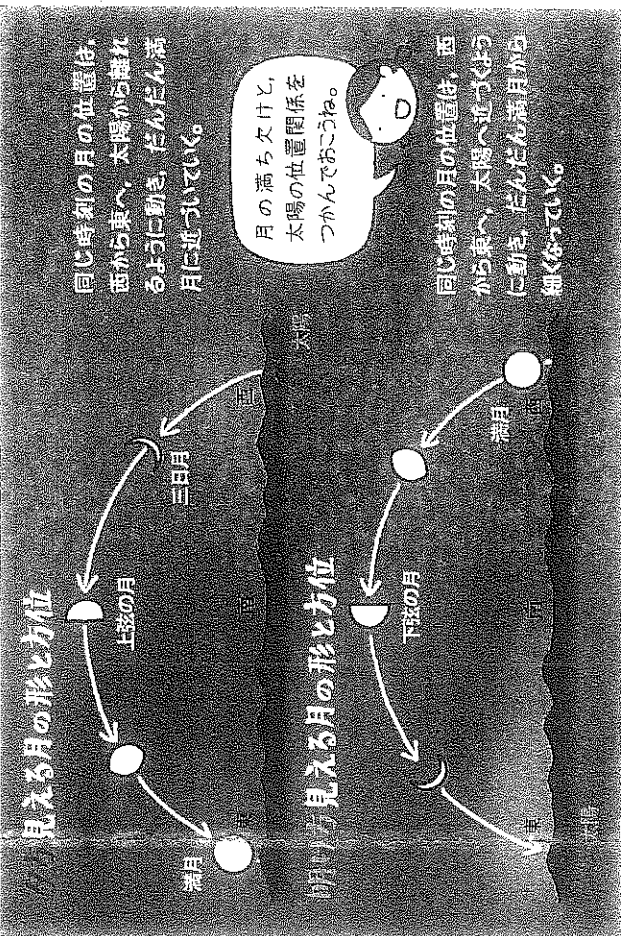 見える月の形と方位
同じ時刻の月の位置は,
西から東へ, 太陽から離れ
るように動き, だんだん満
月に近づいていく。
満月
上弦の月
三日月
東
南
西
太陽
月の満ち欠けと,
太陽の位置関係を
つかんでおこうね。
明け方 見える月の形と方位
同じ時刻の月の位置は, 西
から東へ, 太陽へ近づくよう
に動き, だんだん満月から
細くなっていく。
下弦の月
満月
東
南
西
太陽